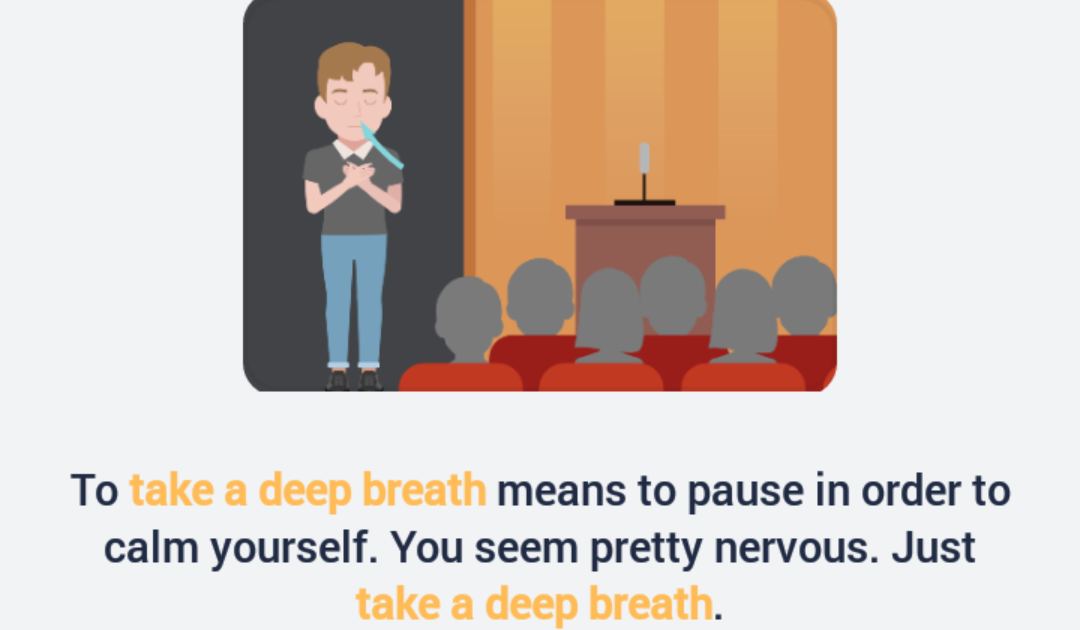 To take a deep breath means to pause in order to
calm yourself. You seem pretty nervous. Just
take a deep breath.